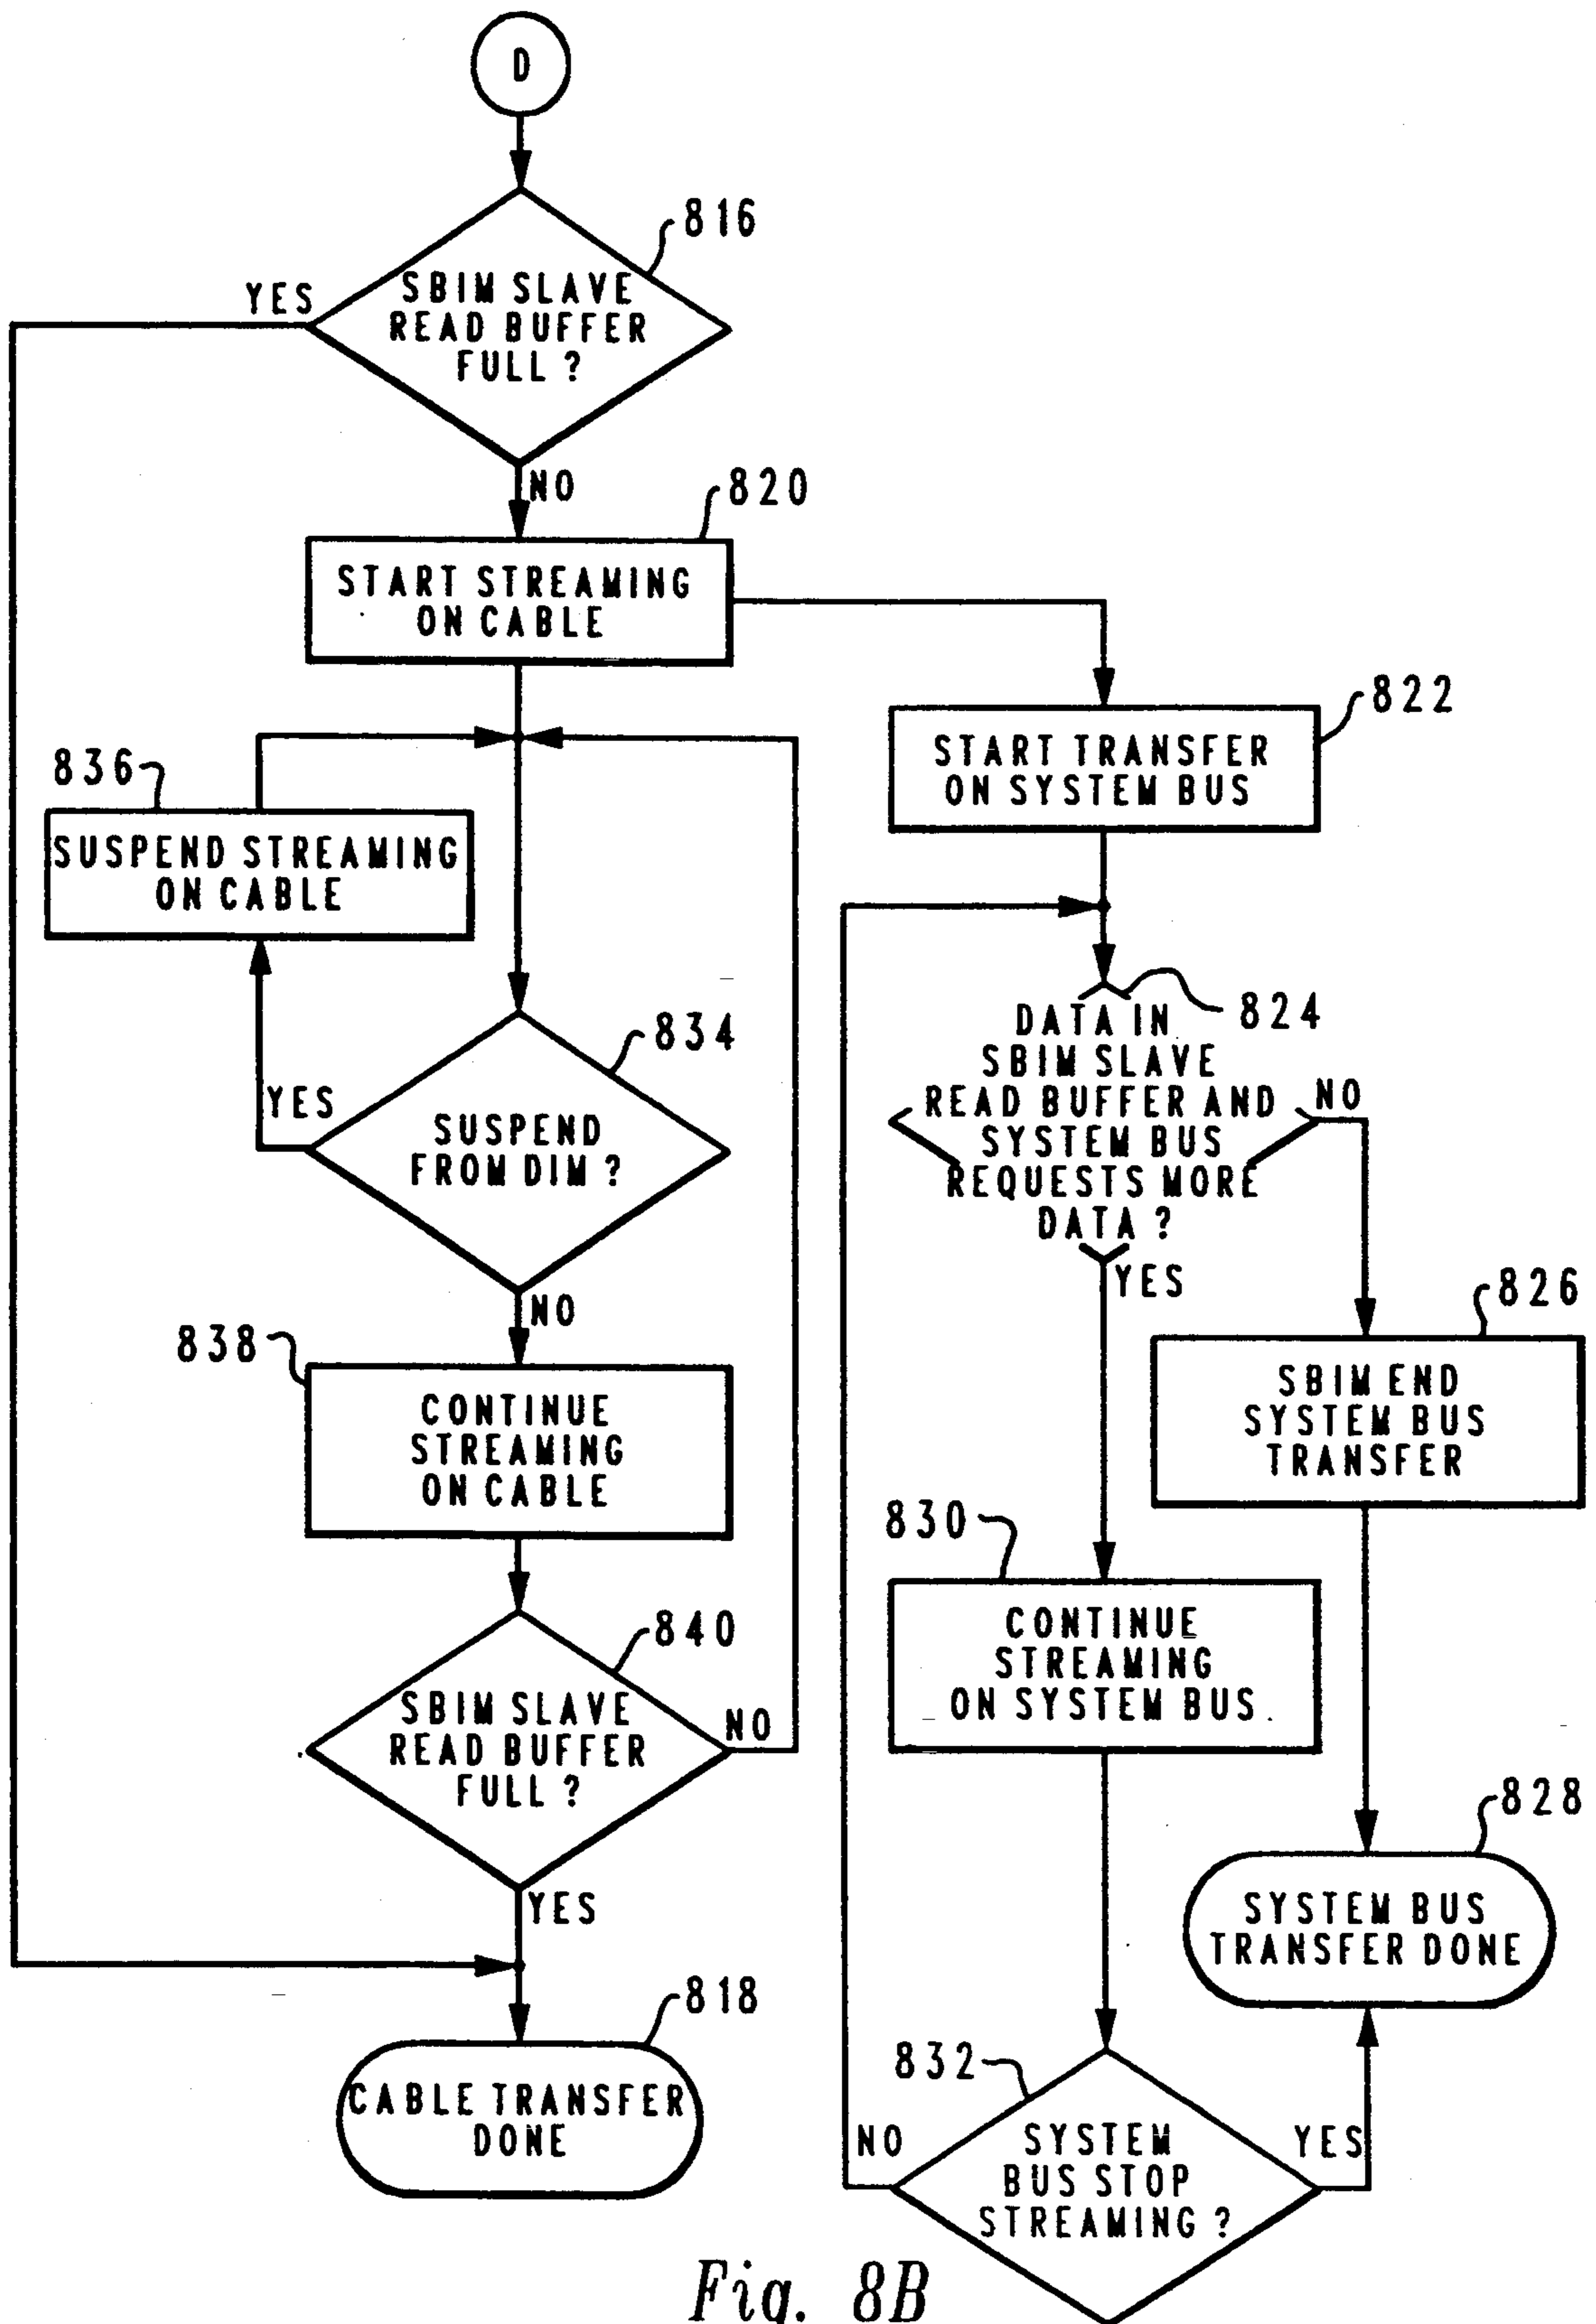 D
816
SBIM SLAVE
READ BUFFER
FULL ?
YES
NO
820
START STREAMING
ON CABLE
822
START TRANSFER
ON SYSTEM BUS
836
SUSPEND STREAMING
ON CABLE
824
DATA IN
SBIM SLAVE
READ BUFFER AND
SYSTEM BUS
REQUESTS MORE
DATA ?
NO
YES
834
SUSPEND
FROM DIM ?
YES
NO
826
SBIM END
SYSTEM BUS
TRANSFER
838
CONTINUE
STREAMING
ON CABLE
830
CONTINUE
STREAMING
ON SYSTEM BUS
840
SBIM SLAVE
READ BUFFER
FULL ?
NO
YES
828
SYSTEM BUS
TRANSFER DONE
818
CABLE TRANSFER
DONE
832
SYSTEM
BUS STOP
STREAMING ?
NO
YES
Fig. 8B